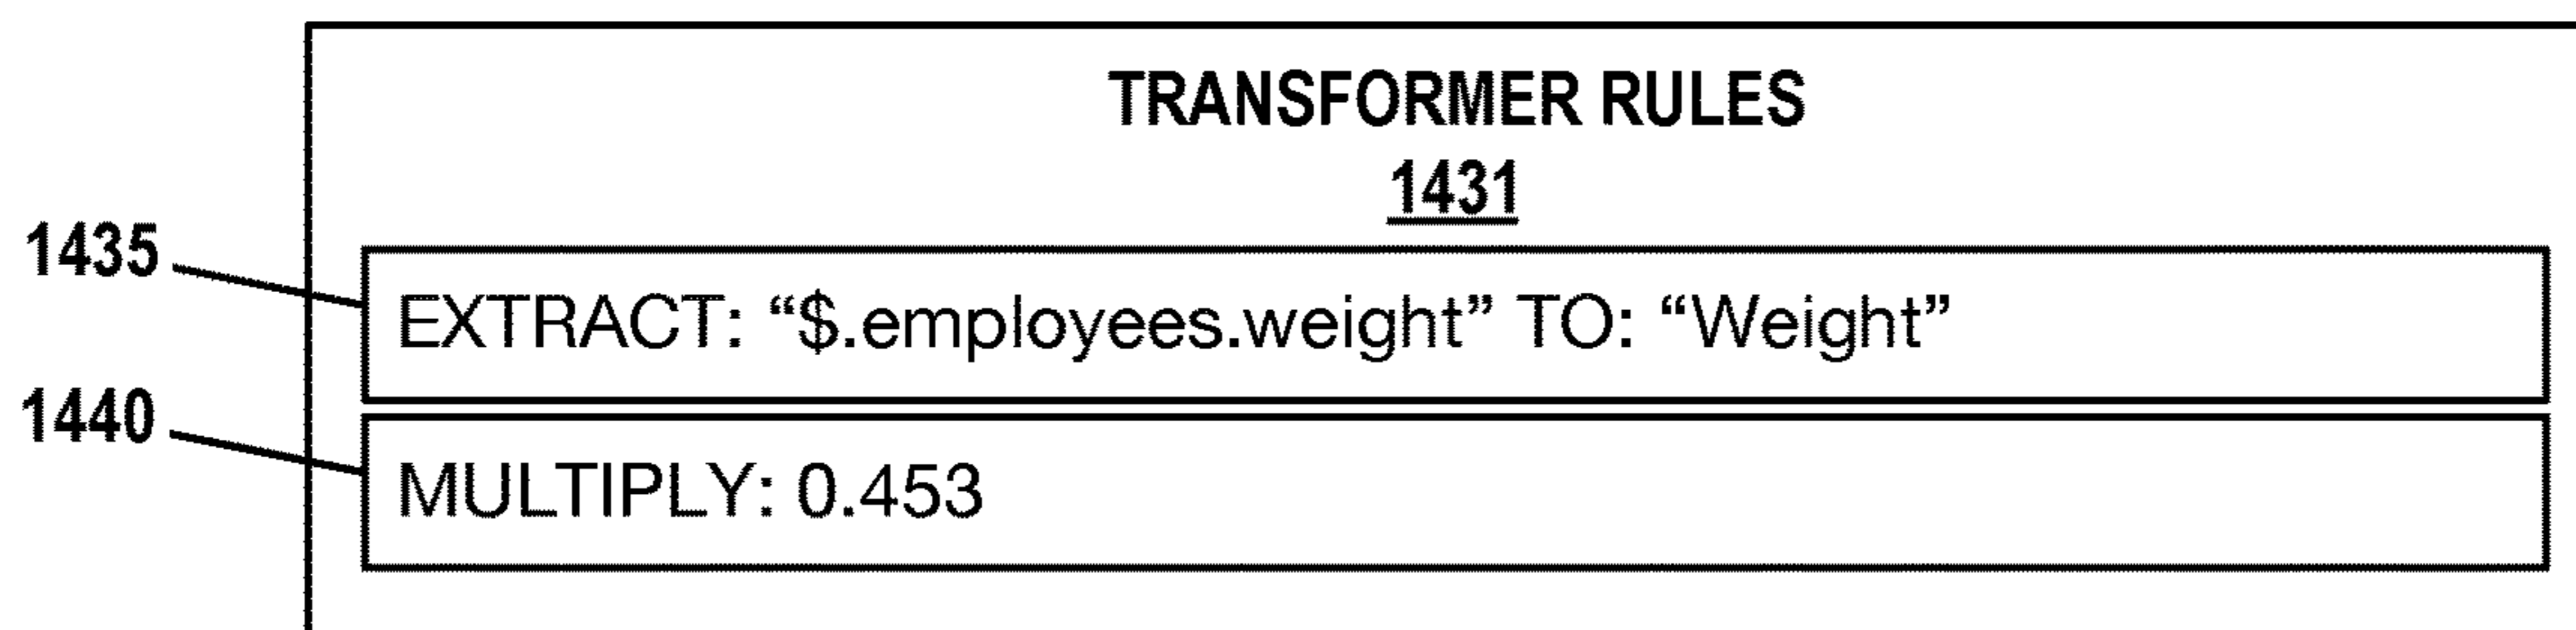 TRANSFORMER RULES
1431
1435
EXTRACT: “$.employees.weight” TO: “Weight”
1440
MULTIPLY: 0.453